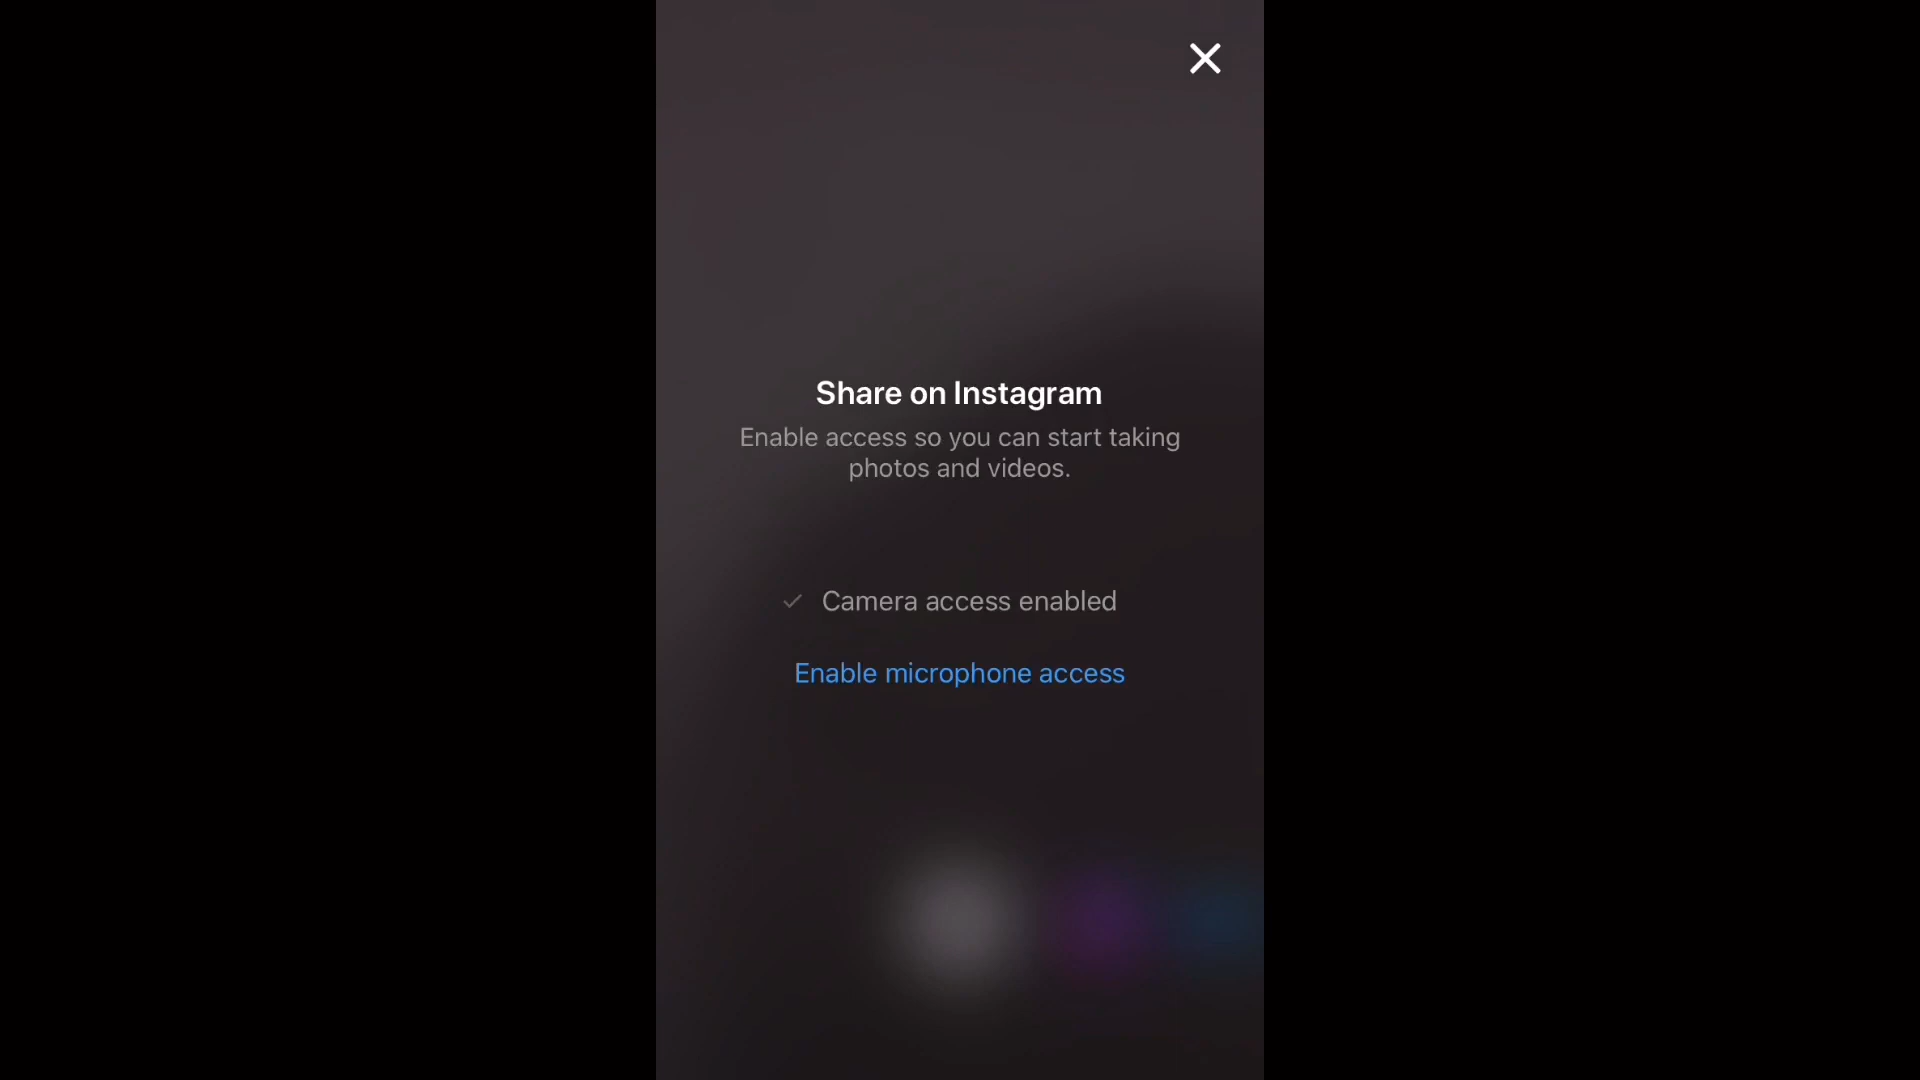 Share on Instagram
Enable access so you can start taking
photos and videos.
Camera access enabled
Enable microphone access